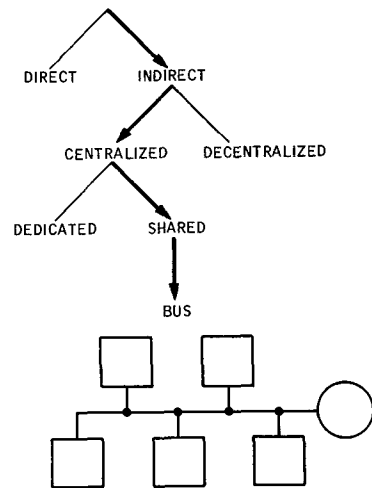 DIRECT INDIRECT
CENTRALIZED DECENTRALIZED
DEDICATED SHARED
BUS